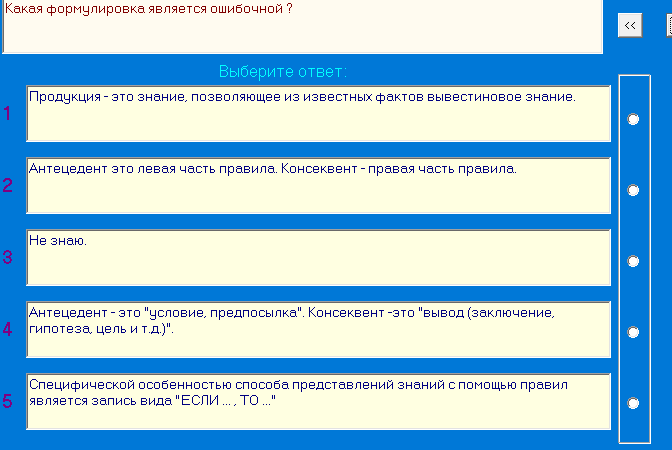 Какая формулировка является ошибочной ?
<<
Выберите ответ:
1
Продукция - это знание, позволяющее из известных фактов вывестиновое знание.
2
Антецедент это левая часть правила. Консеквент - правая часть правила.
3
Не знаю.
4
Антецедент - это "условие, предпосылка". Консеквент -это "вывод (заключение,
гипотеза, цель и т.д.)".
5
Специфической особенностью способа представлений знаний с помощью правил
является запись вида "ЕСЛИ ... , ТО ..."